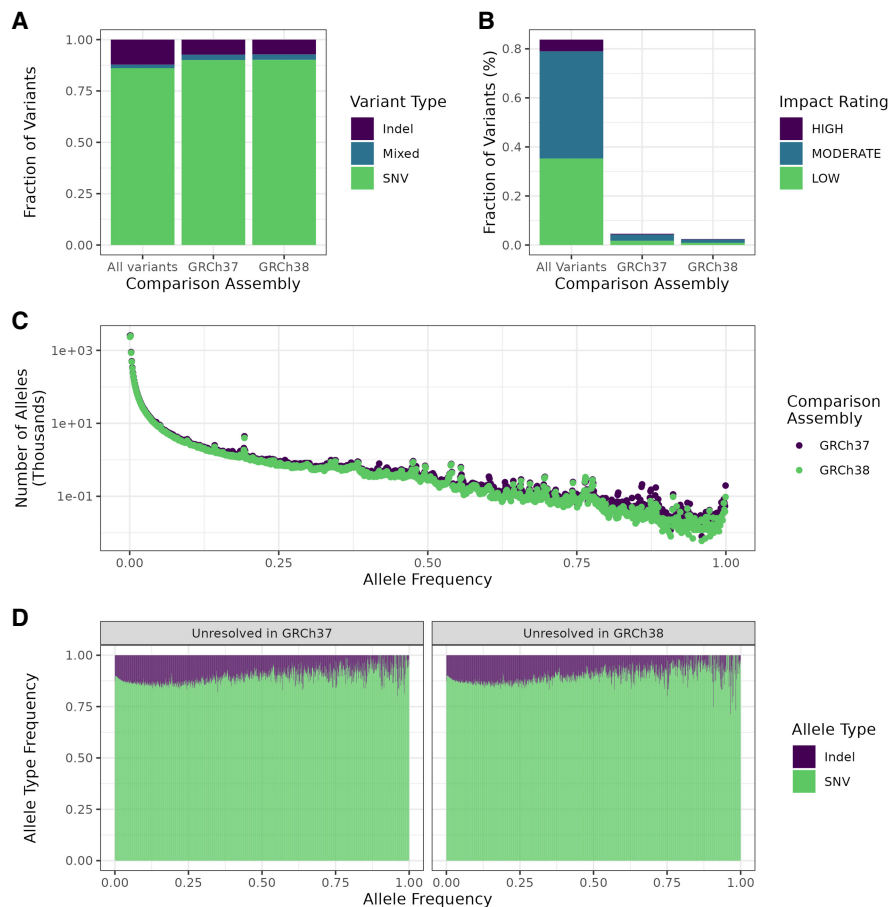 A
1.00
0.75
0.50
0.25
0.00
Fraction of Variants
All variants GRCh37 GRCh38
Comparison Assembly
Variant Type
Indel
Mixed
SNV
B
0.8
0.6
0.4
0.2
0.0
Fraction of Variants (%)
All Variants GRCh37 GRCh38
Comparison Assembly
Impact Rating
HIGH
MODERATE
LOW
C
1e+03
1e+01
1e-01
Number of Alleles
(Thousands)
0.00 0.25 0.50 0.75 1.00
Allele Frequency
Comparison
Assembly
GRCh37
GRCh38
D
Unresolved in GRCh37 Unresolved in GRCh38
1.00
0.75
0.50
0.25
0.00
Allele Type Frequency
0.00 0.25 0.50 0.75 1.00 0.00 0.25 0.50 0.75 1.00
Allele Frequency
Allele Type
Indel
SNV